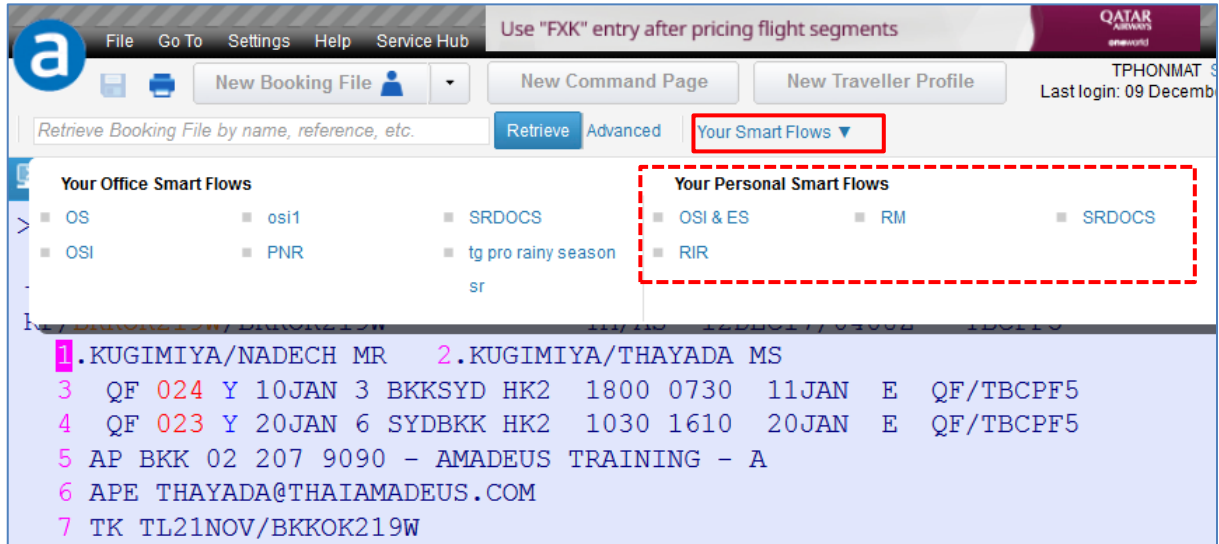 a
File Go To Settings Help Service Hub
Use "FXK" entry after pricing flight segments
QATAR
AIRWAYS
oneworld
New Booking File
New Command Page
New Traveller Profile
TPHONMAT S
Last login: 09 Decemb
Retrieve Booking File by name, reference, etc.
Retrieve Advanced
Your Smart Flows ▼
Your Office Smart Flows
OS osi1 SRDOCS
OSI PNR tg pro rainy season
sr
Your Personal Smart Flows
OSI & ES RM SRDOCS
RIR
>
1.KUGIMIYA/NADECH MR 2.KUGIMIYA/THAYADA MS
3 QF 024 Y 10JAN 3 BKKSYD HK2 1800 0730 11JAN E QF/TBCPF5
4 QF 023 Y 20JAN 6 SYDBKK HK2 1030 1610 20JAN E QF/TBCPF5
5 AP BKK 02 207 9090 - AMADEUS TRAINING - A
6 APE THAYADA@THAIAMADEUS.COM
7 TK TL21NOV/BKKOK219W